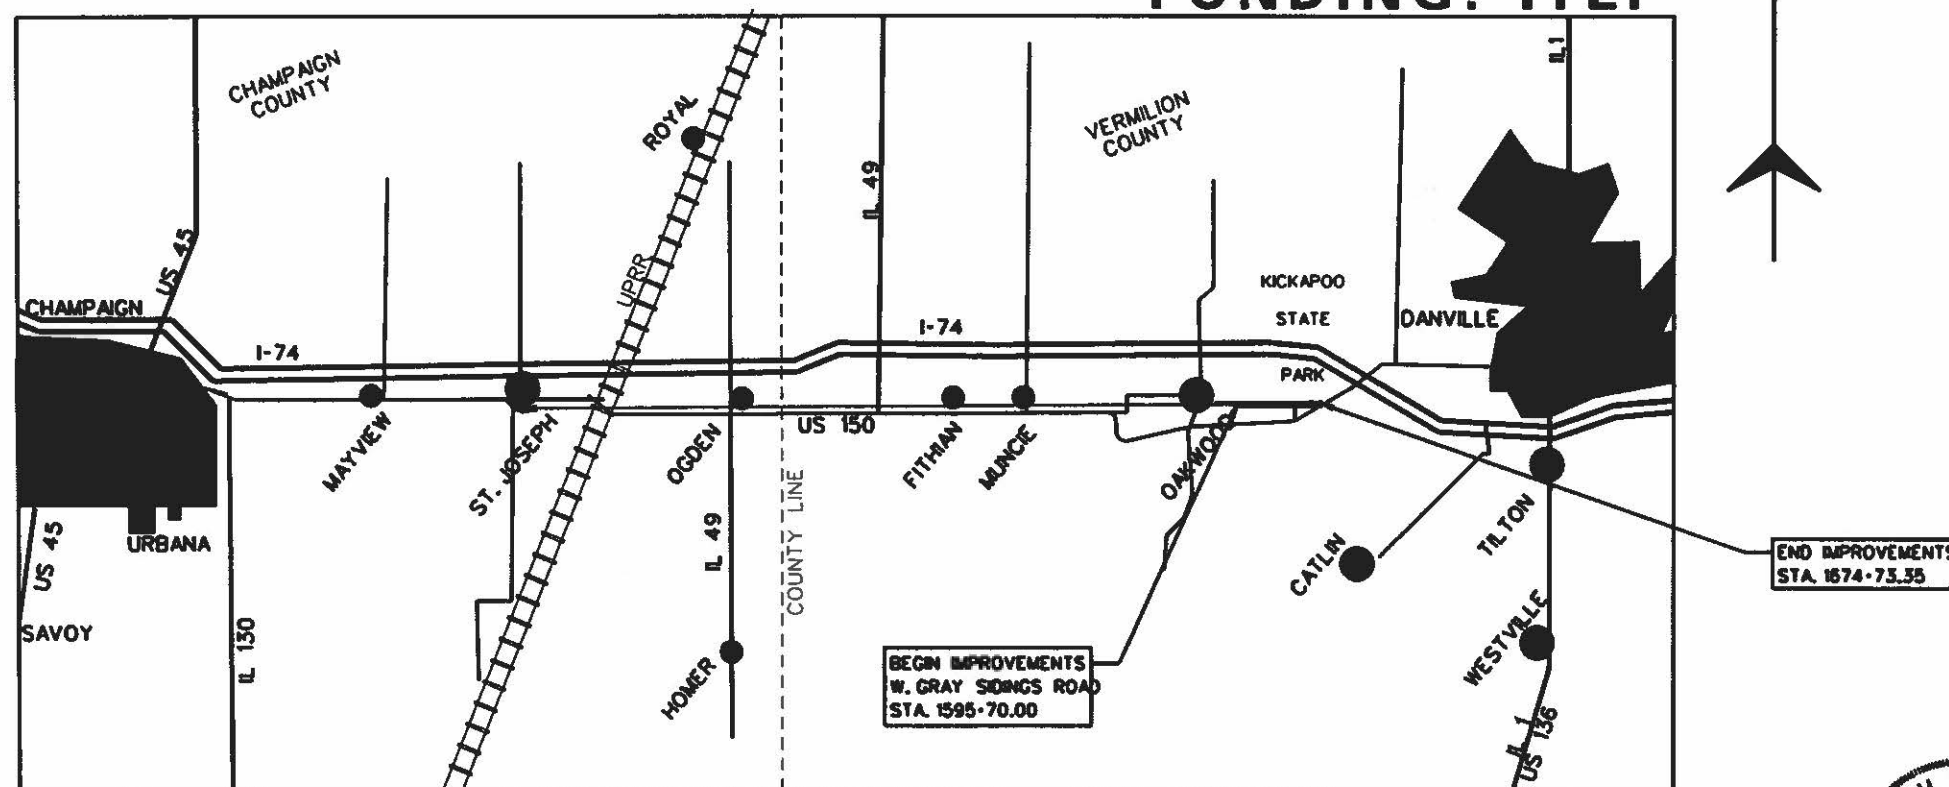 CHAMPAIGN
COUNTY
ROYAL
IL 49
VERMILION
COUNTY
IL 1
US 45
UPRR
KICKAPOO
STATE
PARK
CHAMPAIGN
I-74
I-74
DANVILLE
MAYVIEW
ST. JOSEPH
OGDEN
US 150
FITHIAN
MUNCIE
OAKWOOD
URBANA
US 45
SAVOY
IL 130
IL 49
COUNTY LINE
HOMER
CATLIN
TILTON
WESTVILLE
IL 1
US 136
BEGIN IMPROVEMENTS
W. GRAY SIDINGS ROAD
STA. 1595+70.00
END IMPROVEMENTS
STA. 1674+73.35